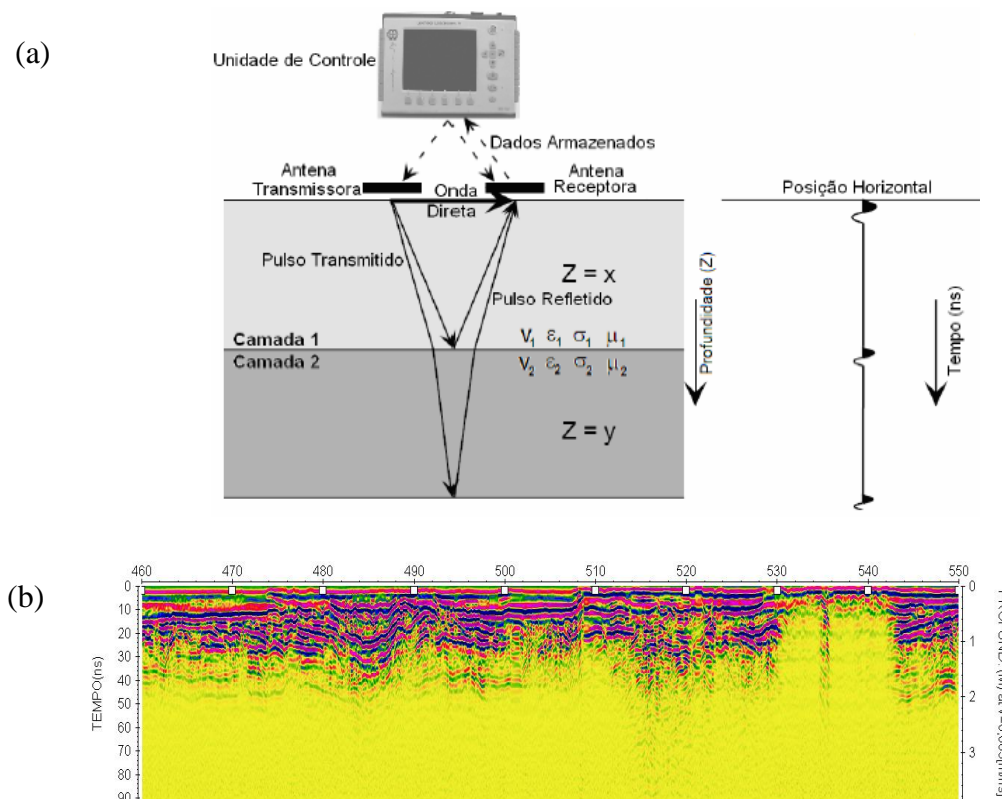 (a)
Unidade de Controle
Dados Armazenados
Antena
Transmissora
Onda
Direta
Antena
Receptora
Posição Horizontal
Pulso Transmitido
Z = x
Pulso Refletido
Profundidade (Z)
Tempo (ns)
Camada 1
V1 ε1 σ1 μ1
Camada 2
V2 ε2 σ2 μ2
Z = y
(b)
460 470 480 490 500 510 520 530 540 550
TEMPO(ns)
0
10
20
30
40
50
60
70
80
90
0
1
2
3